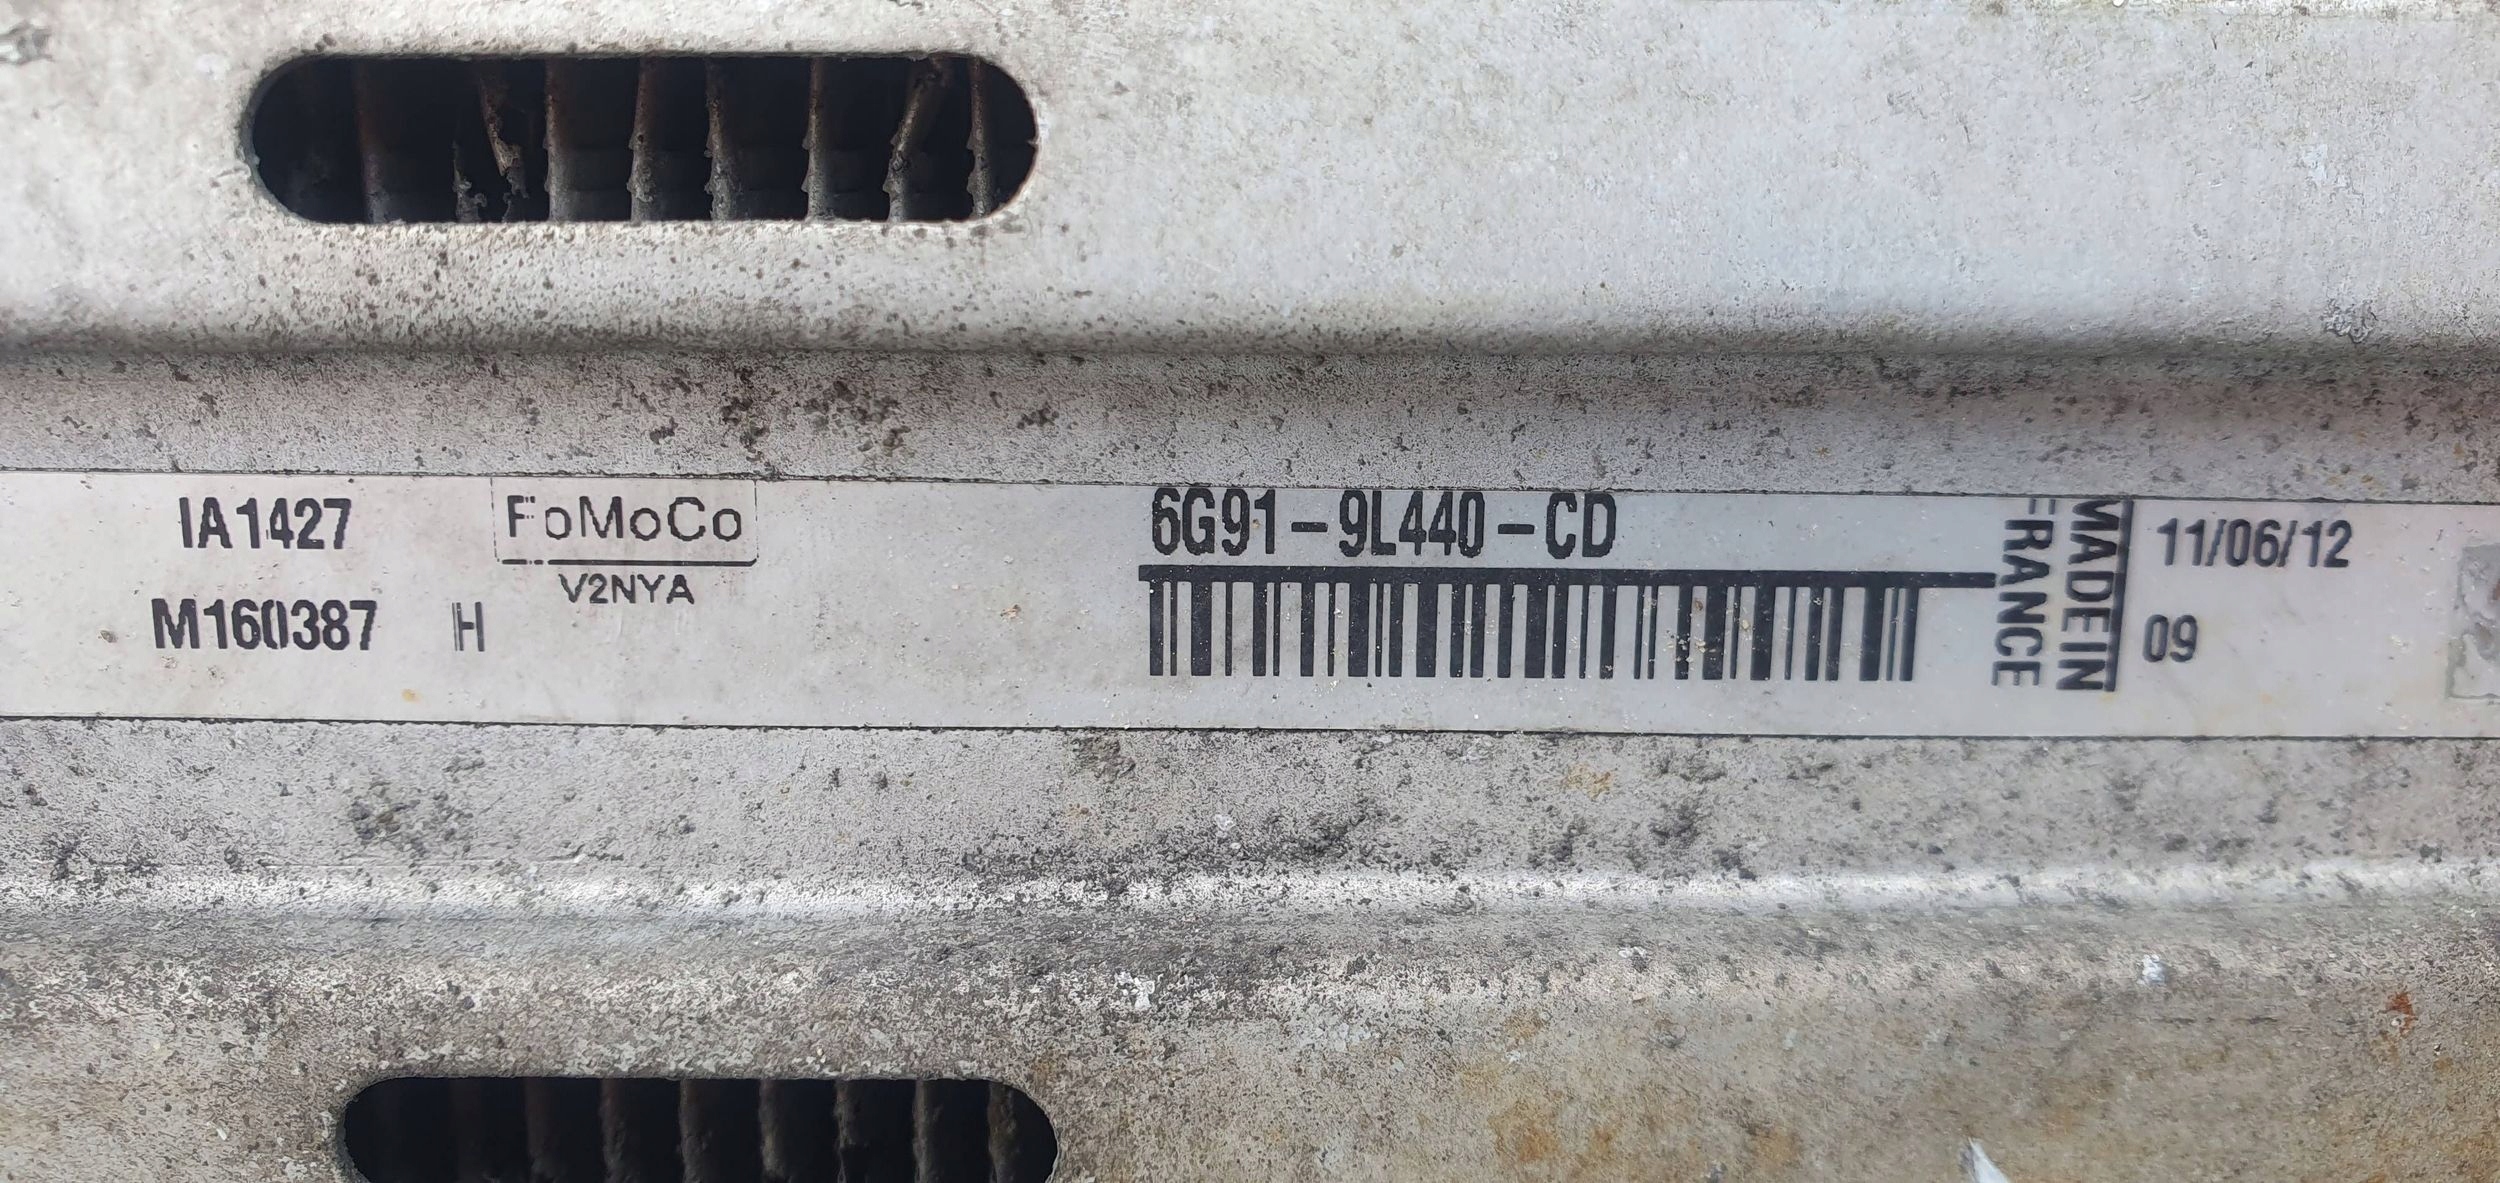 IA1427
M160387 H
FoMoCo
V2NYA
6G91-9L440-CD
MADE IN
FRANCE
11/06/12
09